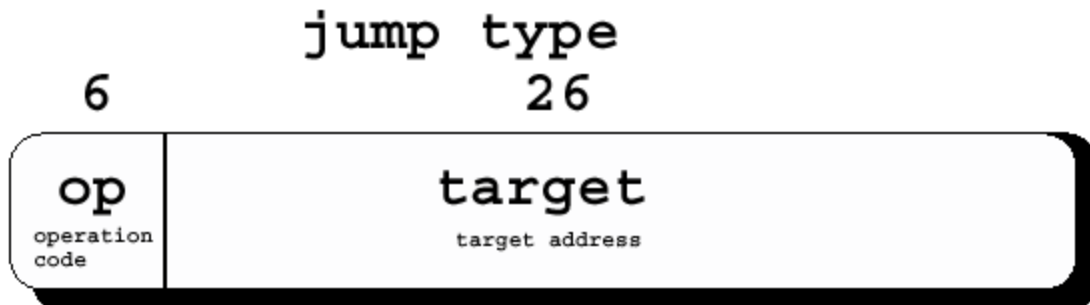 jump type
6 26
op target
operation target address
code